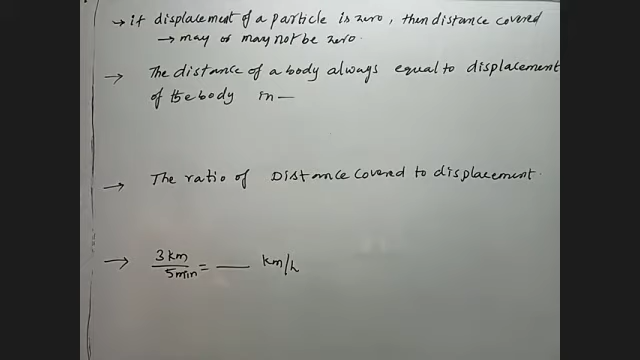 → if displacement of a particle is zero, then distance covered
→ may or may not be zero.
→ The distance of a body always equal to displacement
of the body in —
→ The ratio of Distance covered to displacement.
→ 3 km / 5 min = — km/h